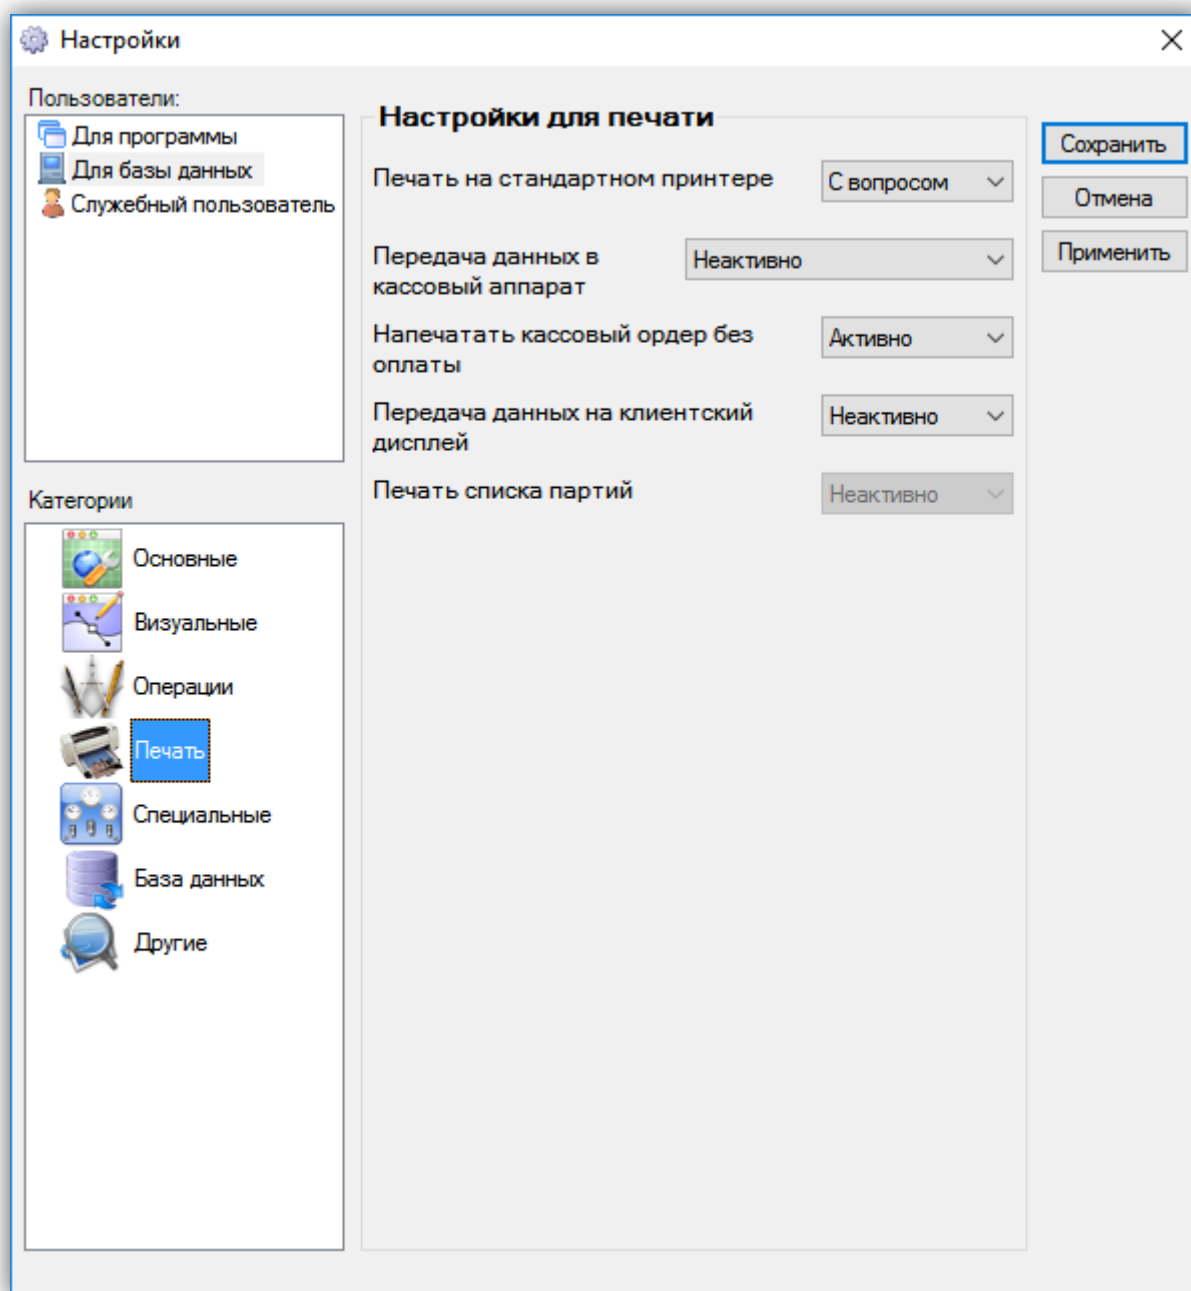 Настройки
Пользователи:
Для программы
Для базы данных
Служебный пользователь
Категории
Основные
Визуальные
Операции
Печать
Специальные
База данных
Другие
Настройки для печати
Печать на стандартном принтере
С вопросом
Передача данных в
кассовый аппарат
Неактивно
Напечатать кассовый ордер без
оплаты
Активно
Передача данных на клиентский
дисплей
Неактивно
Печать списка партий
Неактивно
Сохранить
Отмена
Применить